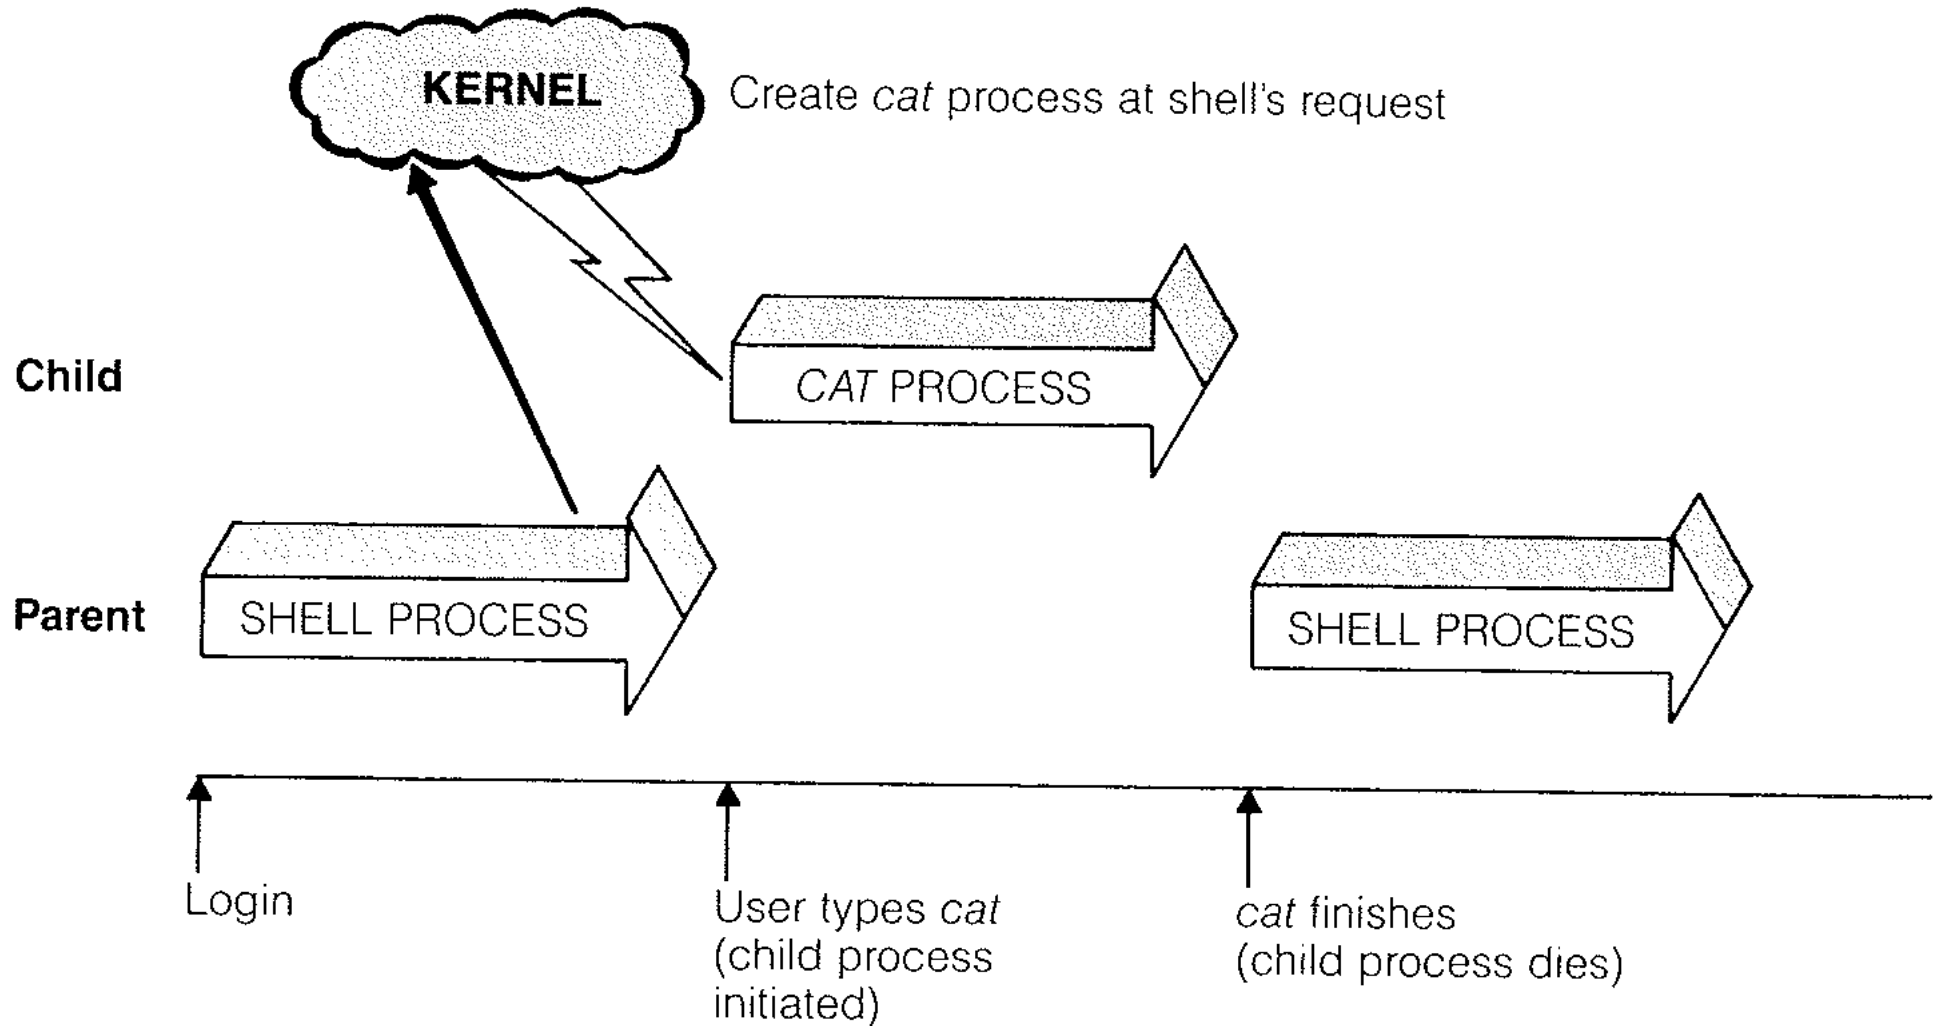 KERNEL
Create cat process at shell's request
Child
CAT PROCESS
Parent
SHELL PROCESS
SHELL PROCESS
Login
User types cat
(child process
initiated)
cat finishes
(child process dies)